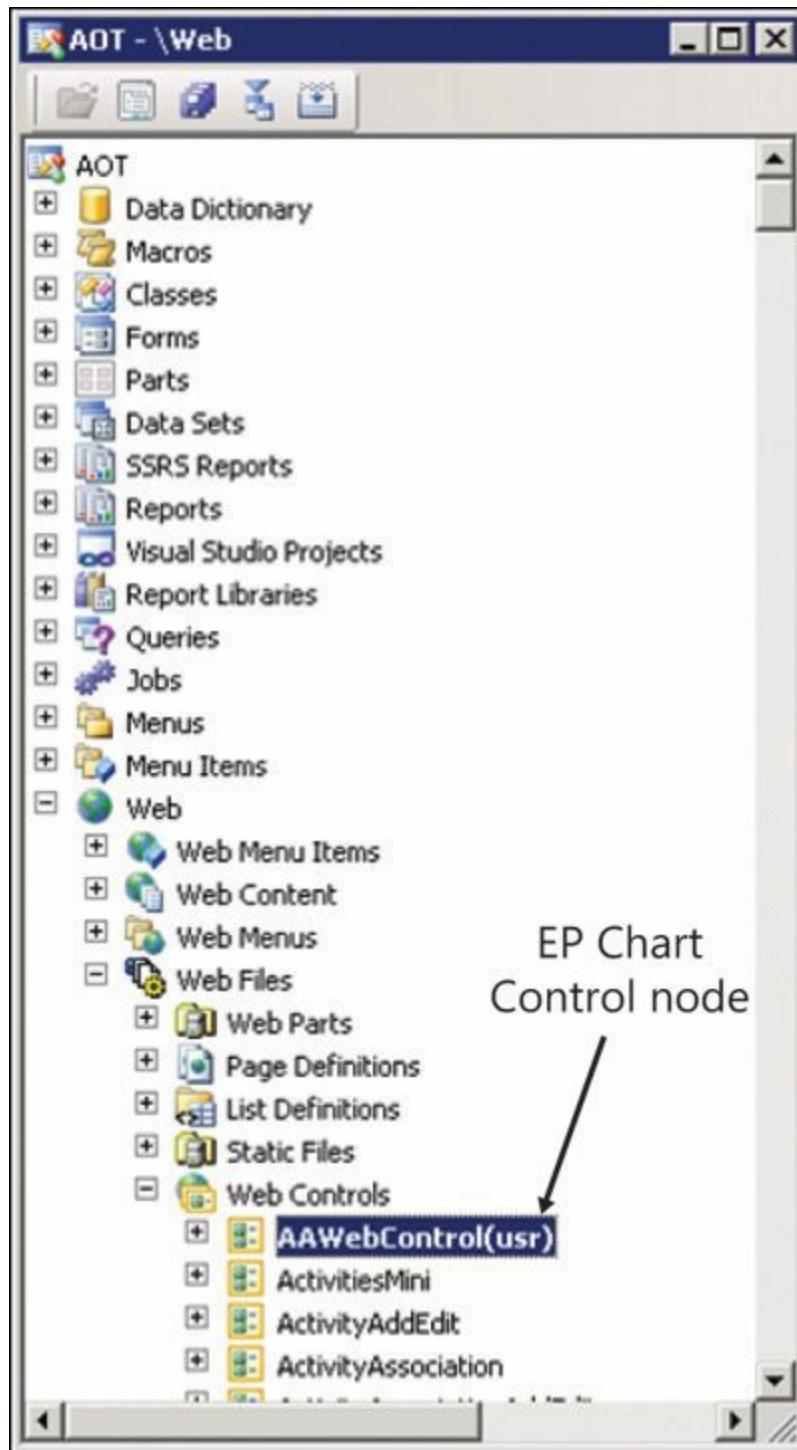 AOT - \Web
AOT
Data Dictionary
Macros
Classes
Forms
Parts
Data Sets
SSRS Reports
Reports
Visual Studio Projects
Report Libraries
Queries
Jobs
Menus
Menu Items
Web
Web Menu Items
Web Content
Web Menus
Web Files
Web Parts
Page Definitions
List Definitions
Static Files
Web Controls
AAWebControl(usr)
ActivitiesMini
ActivityAddEdit
ActivityAssociation
EP Chart
Control node